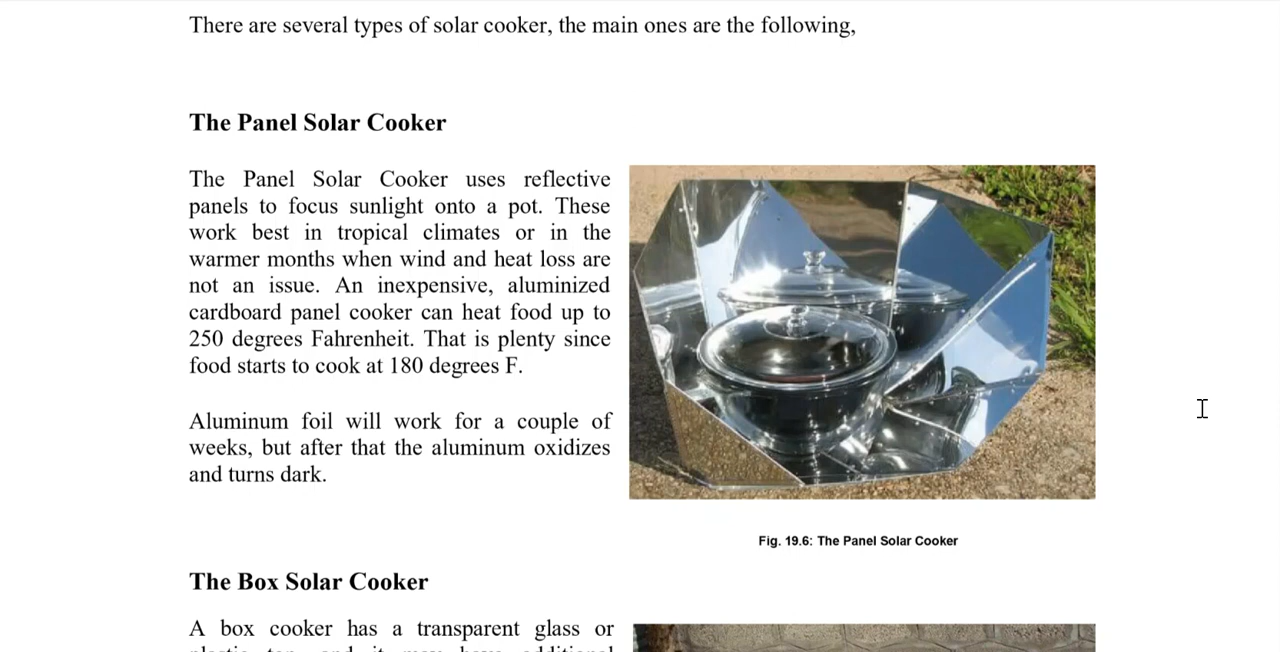 There are several types of solar cooker, the main ones are the following,
The Panel Solar Cooker
The Panel Solar Cooker uses reflective
panels to focus sunlight onto a pot. These
work best in tropical climates or in the
warmer months when wind and heat loss are
not an issue. An inexpensive, aluminized
cardboard panel cooker can heat food up to
250 degrees Fahrenheit. That is plenty since
food starts to cook at 180 degrees F.
Aluminum foil will work for a couple of
weeks, but after that the aluminum oxidizes
and turns dark.
Fig. 19.6: The Panel Solar Cooker
The Box Solar Cooker
A box cooker has a transparent glass or